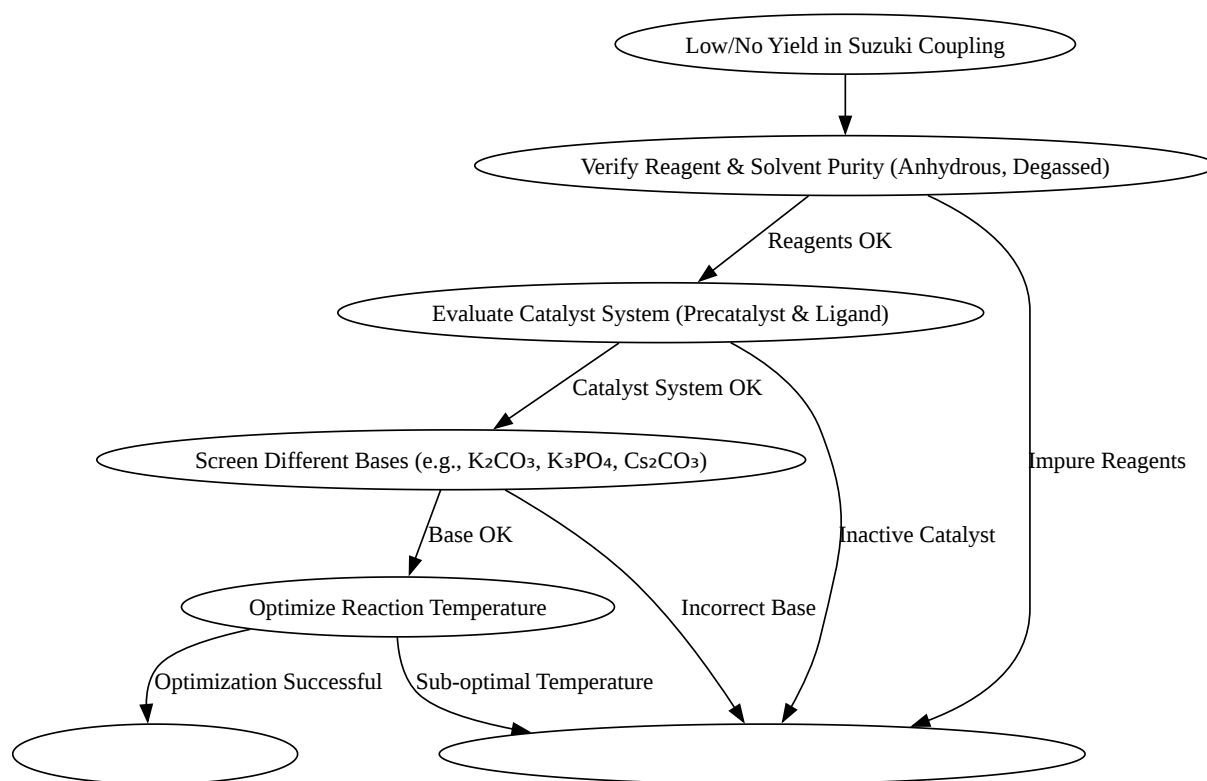 Low/No Yield in Suzuki Coupling
Verify Reagent & Solvent Purity (Anhydrous, Degassed)
Reagents OK
Evaluate Catalyst System (Precatalyst & Ligand)
Catalyst System OK
Screen Different Bases (e.g., K₂CO₃, K₃PO₄, Cs₂CO₃)
Impure Reagents
Base OK
Inactive Catalyst
Optimize Reaction Temperature
Incorrect Base
Optimization Successful
Sub-optimal Temperature